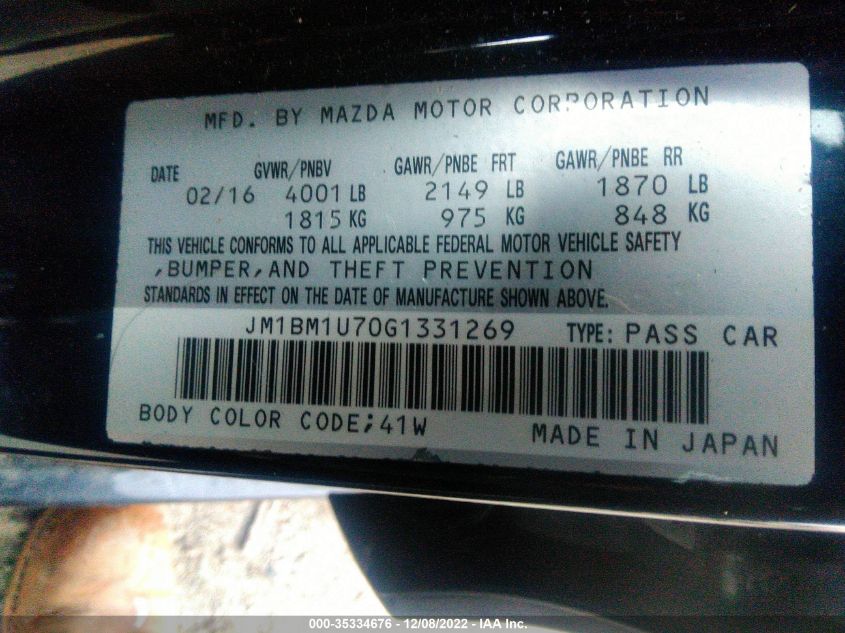 MFD. BY MAZDA MOTOR CORPORATION
DATE GVWR/PNBV GAWR/PNBE FRT GAWR/PNBE RR
02/16 4001 LB 2149 LB 1870 LB
1815 KG 975 KG 848 KG
THIS VEHICLE CONFORMS TO ALL APPLICABLE FEDERAL MOTOR VEHICLE SAFETY
,BUMPER,AND THEFT PREVENTION
STANDARDS IN EFFECT ON THE DATE OF MANUFACTURE SHOWN ABOVE.
JM1BM1U70G1331269 TYPE: PASS CAR
BODY COLOR CODE;41W
MADE IN JAPAN
000-35334676 - 12/08/2022 - IAA Inc.